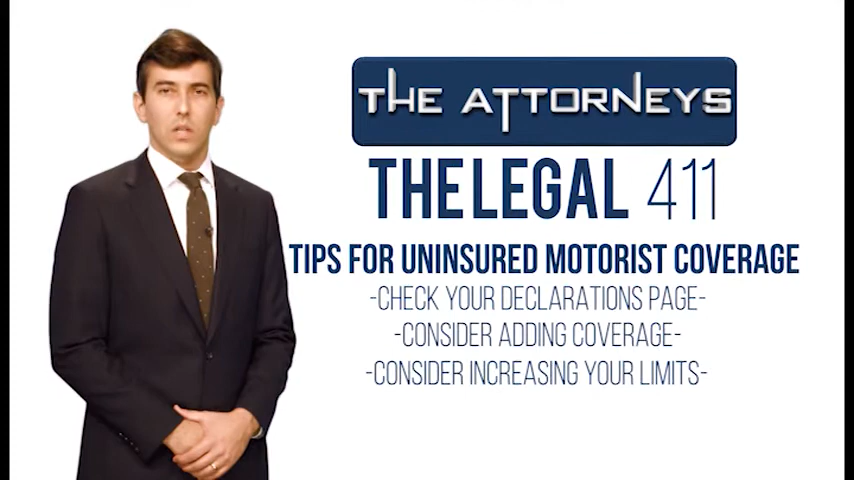 THE ATTORNEYS
THE LEGAL 411
TIPS FOR UNINSURED MOTORIST COVERAGE
-CHECK YOUR DECLARATIONS PAGE-
-CONSIDER ADDING COVERAGE-
-CONSIDER INCREASING YOUR LIMITS-